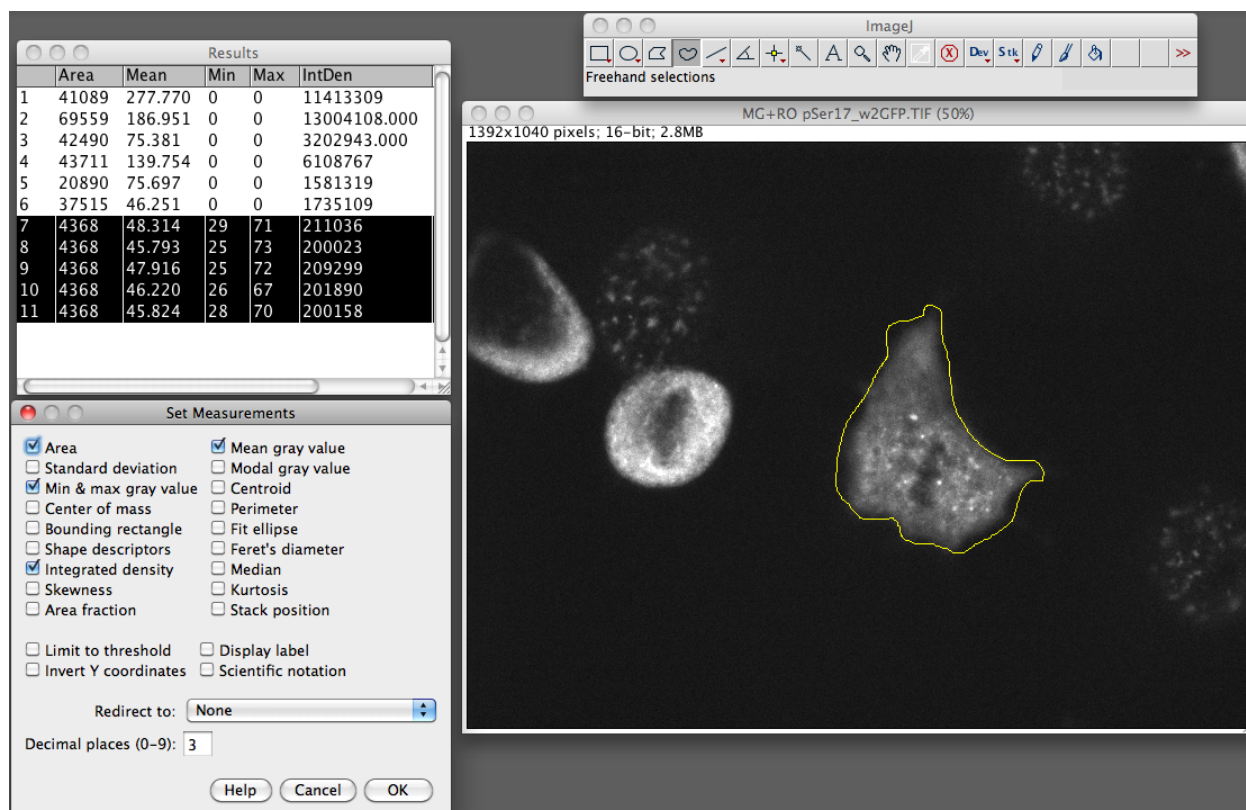 Results
Area Mean Min Max IntDen
1 41089 277.770 0 0 11413309
2 69559 186.951 0 0 13004108.000
3 42490 75.381 0 0 3202943.000
4 43711 139.754 0 0 6108767
5 20890 75.697 0 0 1581319
6 37515 46.251 0 0 1735109
7 4368 48.314 29 71 211036
8 4368 45.793 25 73 200023
9 4368 47.916 25 72 209299
10 4368 46.220 26 67 201890
11 4368 45.824 28 70 200158
ImageJ
A Dev Stk >>
Freehand selections
MG+RO pSer17_w2GFP.TIF (50%)
1392x1040 pixels; 16-bit; 2.8MB
Set Measurements
Area Mean gray value
Standard deviation Modal gray value
Min & max gray value Centroid
Center of mass Perimeter
Bounding rectangle Fit ellipse
Shape descriptors Feret's diameter
Integrated density Median
Skewness Kurtosis
Area fraction Stack position
Limit to threshold Display label
Invert Y coordinates Scientific notation
Redirect to: None
Decimal places (0-9): 3
Help Cancel OK